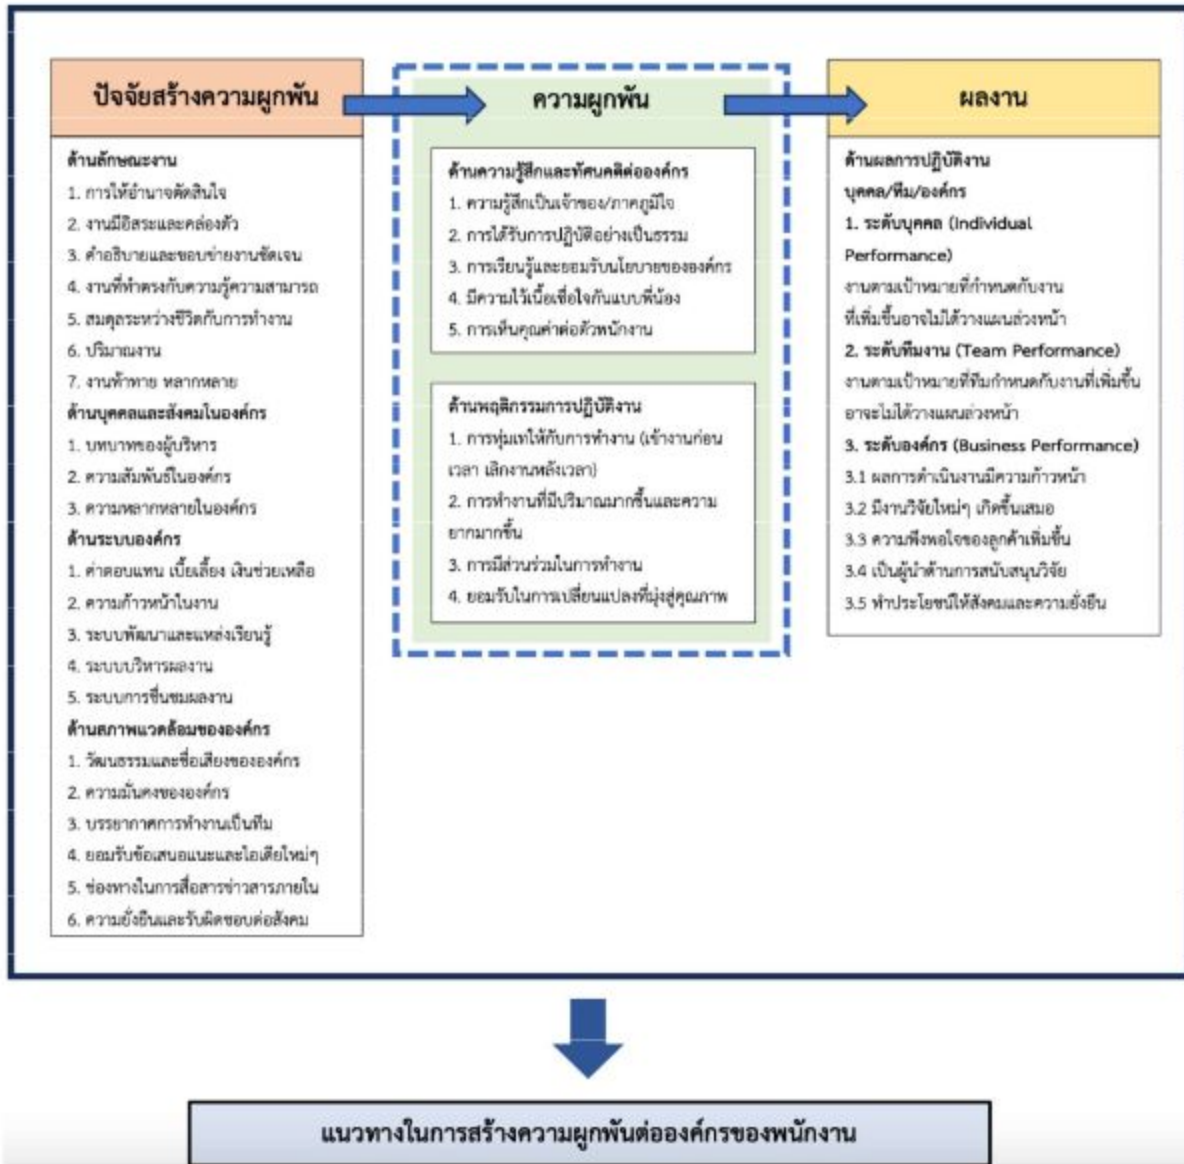 ปัจจัยสร้างความผูกพัน
ด้านลักษณะงาน
1. การให้อำนาจตัดสินใจ
2. งานมีอิสระและคล่องตัว
3. คำอธิบายและขอบข่ายงานชัดเจน
4. งานที่ทำตรงกับความรู้ความสามารถ
5. สมดุลระหว่างชีวิตกับการทำงาน
6. ปริมาณงาน
7. งานท้าทาย หลากหลาย
ด้านบุคคลและสังคมในองค์กร
1. บทบาทของผู้บริหาร
2. ความสัมพันธ์ในองค์กร
3. ความหลากหลายในองค์กร
ด้านระบบองค์กร
1. ค่าตอบแทน เบี้ยเลี้ยง เงินช่วยเหลือ
2. ความก้าวหน้าในงาน
3. ระบบพัฒนาและแหล่งเรียนรู้
4. ระบบบริหารผลงาน
5. ระบบการชื่นชมผลงาน
ด้านสภาพแวดล้อมขององค์กร
1. วัฒนธรรมและชื่อเสียงขององค์กร
2. ความมั่นคงขององค์กร
3. บรรยากาศการทำงานเป็นทีม
4. ยอมรับข้อเสนอแนะและไอเดียใหม่ๆ
5. ช่องทางในการสื่อสารข่าวสารภายใน
6. ความยั่งยืนและรับผิดชอบต่อสังคม
ความผูกพัน
ด้านความรู้สึกและทัศนคติต่อองค์กร
1. ความรู้สึกเป็นเจ้าของ/ภาคภูมิใจ
2. การได้รับการปฏิบัติอย่างเป็นธรรม
3. การเรียนรู้และยอมรับนโยบายขององค์กร
4. มีความไว้เนื้อเชื่อใจกันแบบพี่น้อง
5. การเห็นคุณค่าต่อตัวพนักงาน
ด้านพฤติกรรมการปฏิบัติงาน
1. การทุ่มเทให้กับการทำงาน (เข้างานก่อน
เวลา เลิกงานหลังเวลา)
2. การทำงานที่มีปริมาณมากขึ้นและความ
ยากมากขึ้น
3. การมีส่วนร่วมในการทำงาน
4. ยอมรับในการเปลี่ยนแปลงที่มุ่งสู่คุณภาพ
ผลงาน
ด้านผลการปฏิบัติงาน
บุคคล/ทีม/องค์กร
1. ระดับบุคคล (Individual
Performance)
งานตามเป้าหมายที่กำหนดกับงาน
ที่เพิ่มขึ้นอาจไม่ได้วางแผนล่วงหน้า
2. ระดับทีมงาน (Team Performance)
งานตามเป้าหมายที่ทีมกำหนดกับงานที่เพิ่มขึ้น
อาจะไม่ได้วางแผนล่วงหน้า
3. ระดับองค์กร (Business Performance)
3.1 ผลการดำเนินงานมีความก้าวหน้า
3.2 มีงานวิจัยใหม่ๆ เกิดขึ้นเสมอ
3.3 ความพึงพอใจของลูกค้าเพิ่มขึ้น
3.4 เป็นผู้นำด้านการสนับสนุนวิจัย
3.5 ทำประโยชน์ให้สังคมและความยั่งยืน
แนวทางในการสร้างความผูกพันต่อองค์กรของพนักงาน